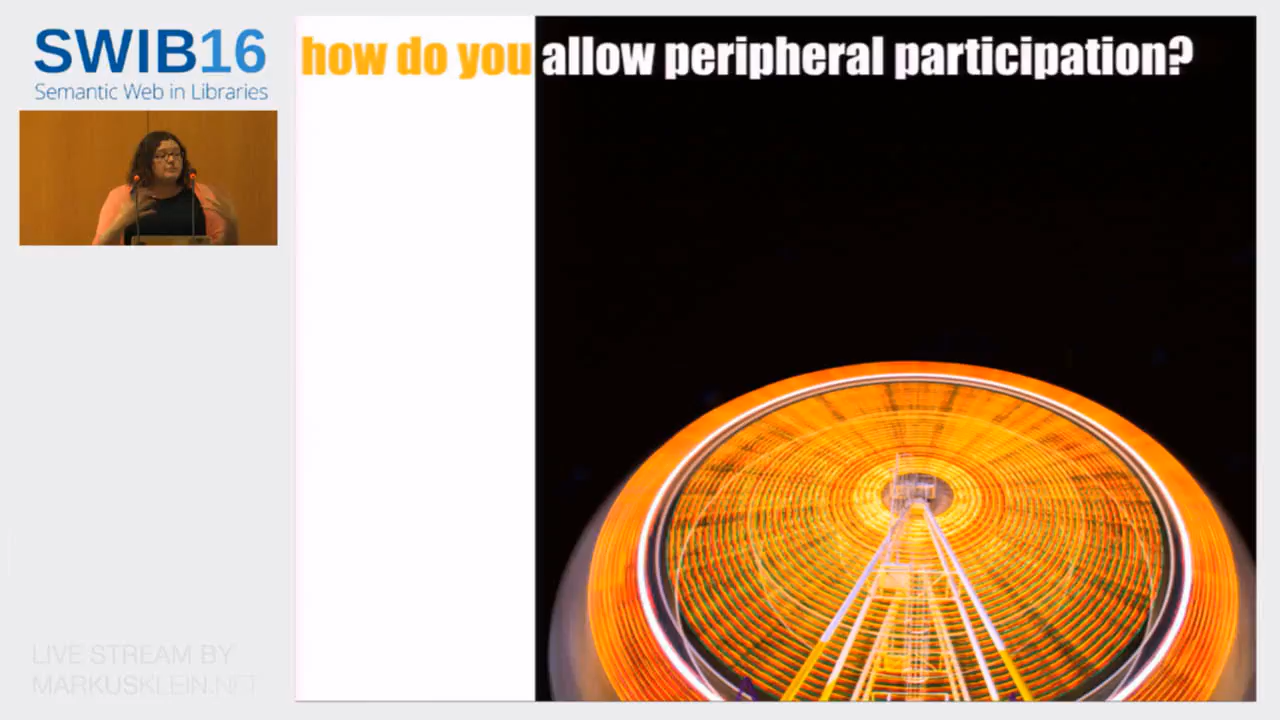 SWIB16
Semantic Web in Libraries
how do you allow peripheral participation?
LIVE STREAM BY
MARKUSKLEIN.NET